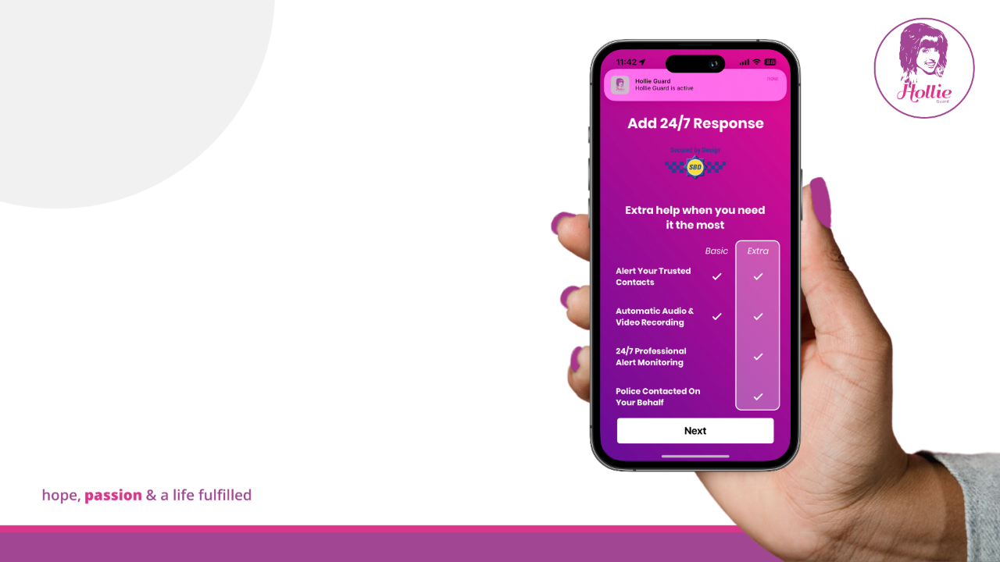 Hollie
Guard
11:42
88
Hollie Guard
now
Hollie Guard is active
Add 24/7 Response
Secured by Design
SBD
Extra help when you need
it the most
Basic
Extra
Alert Your Trusted
Contacts
Automatic Audio &
Video Recording
24/7 Professional
Alert Monitoring
Police Contacted On
Your Behalf
Next
hope, passion & a life fulfilled